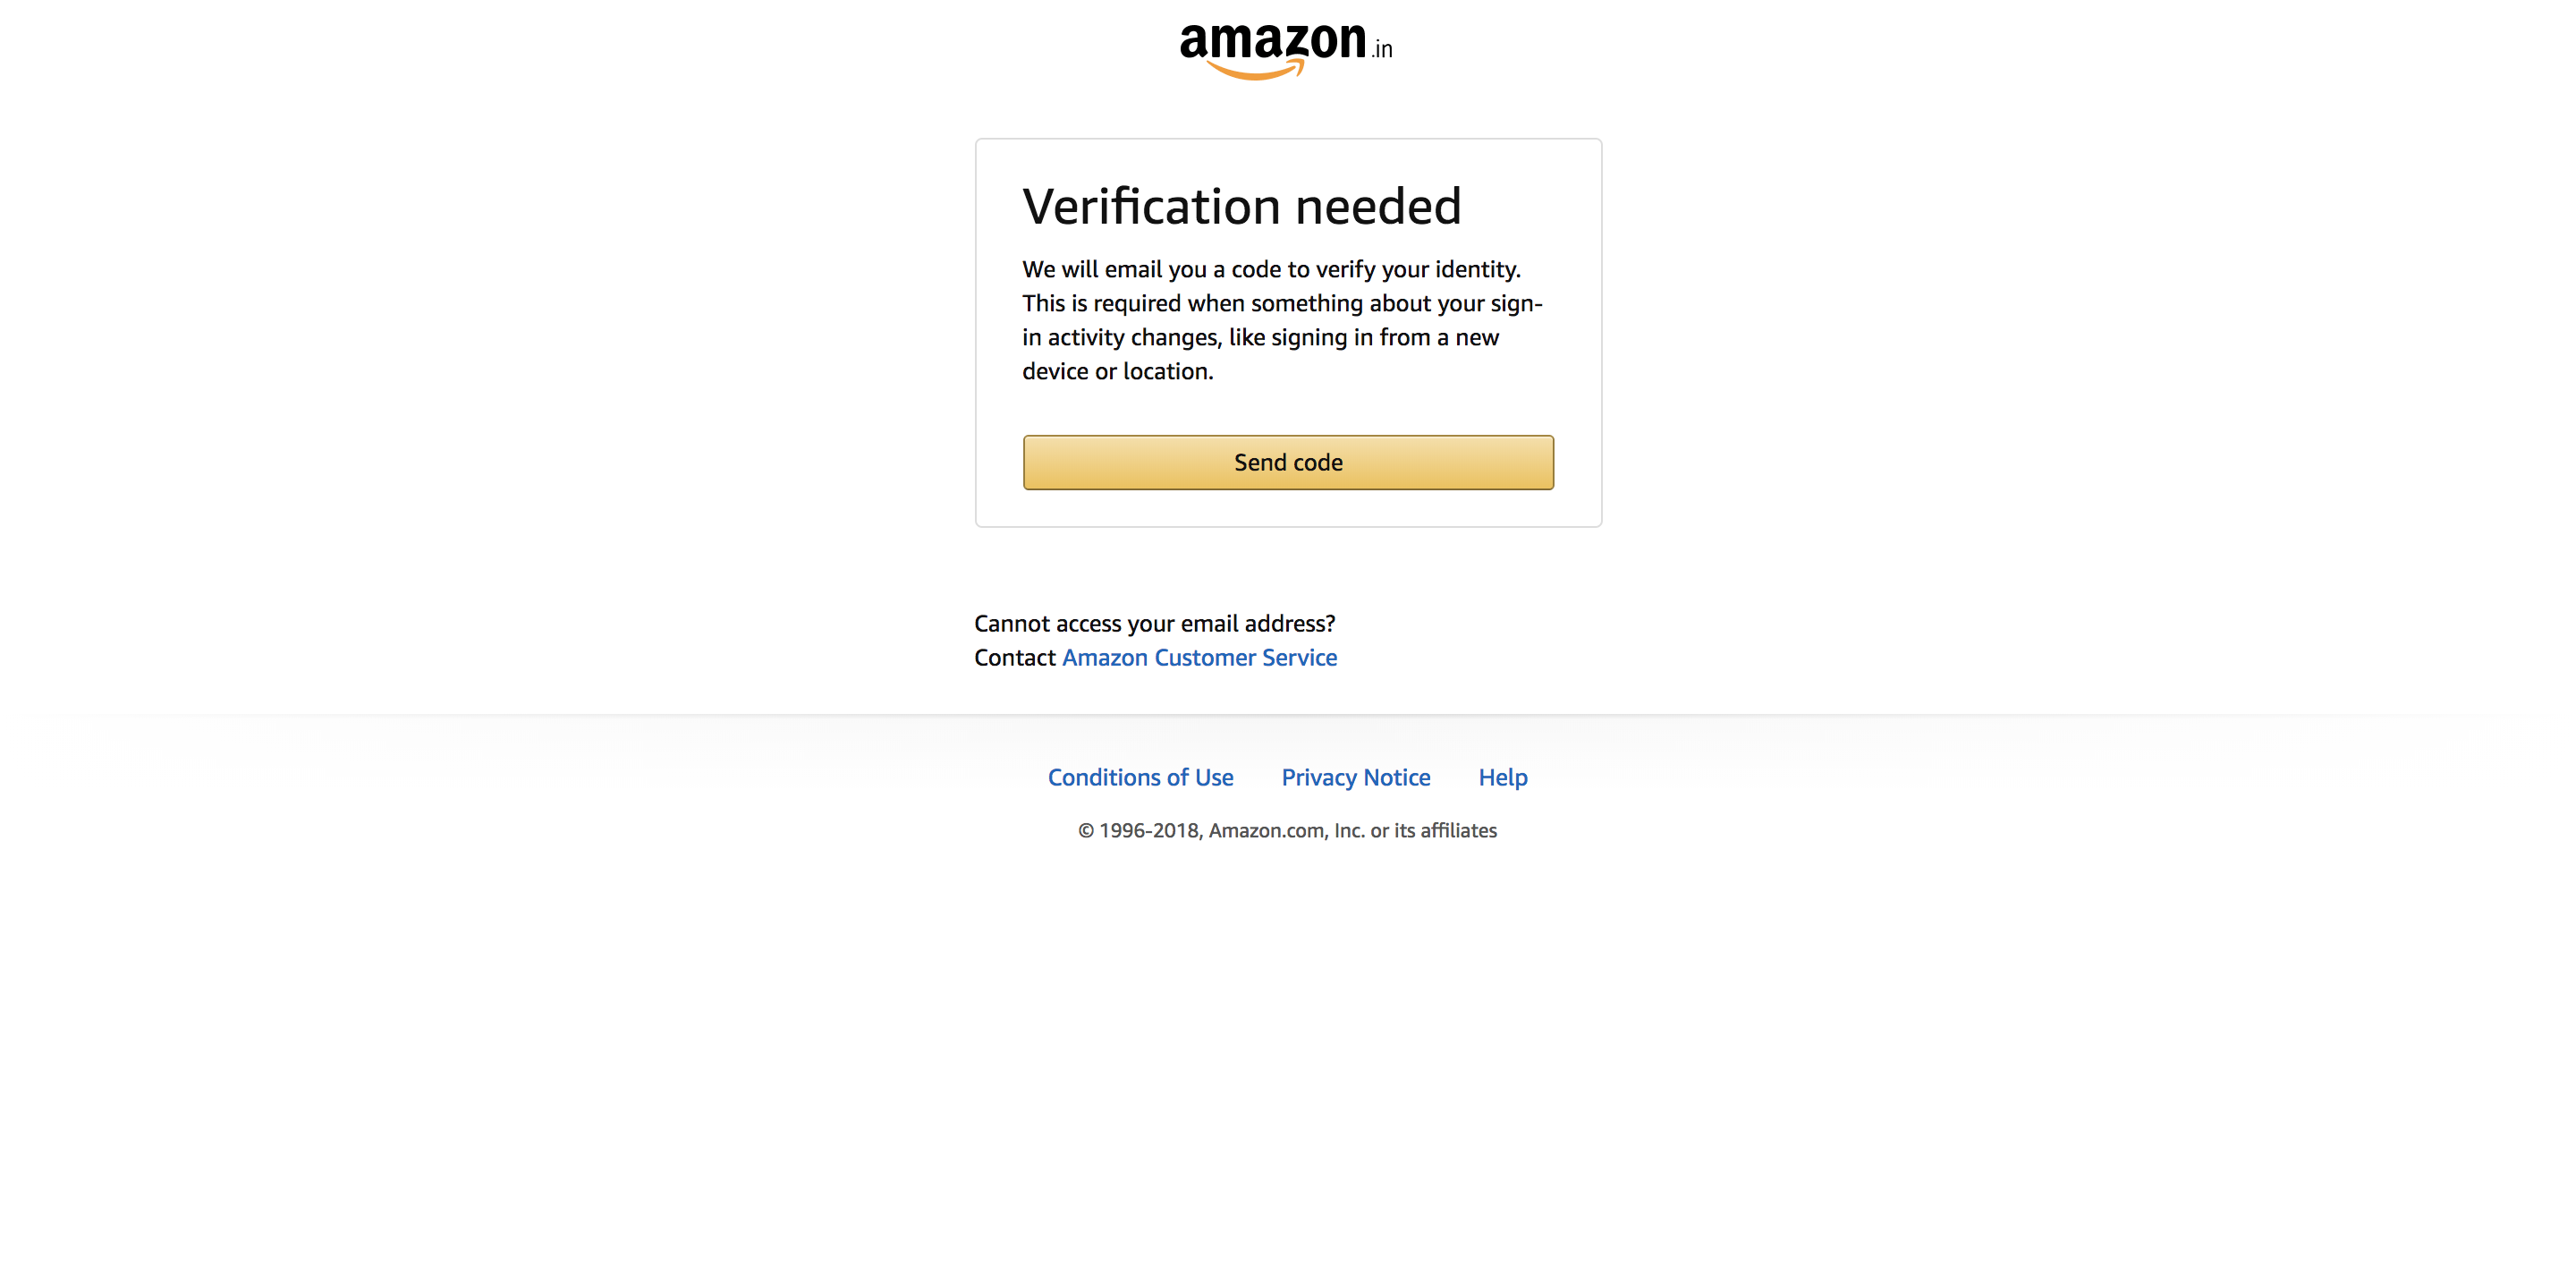 amazon.in
Verification needed
We will email you a code to verify your identity.
This is required when something about your sign-
in activity changes, like signing in from a new
device or location.
Send code
Cannot access your email address?
Contact Amazon Customer Service
Conditions of Use Privacy Notice Help
© 1996-2018, Amazon.com, Inc. or its affiliates